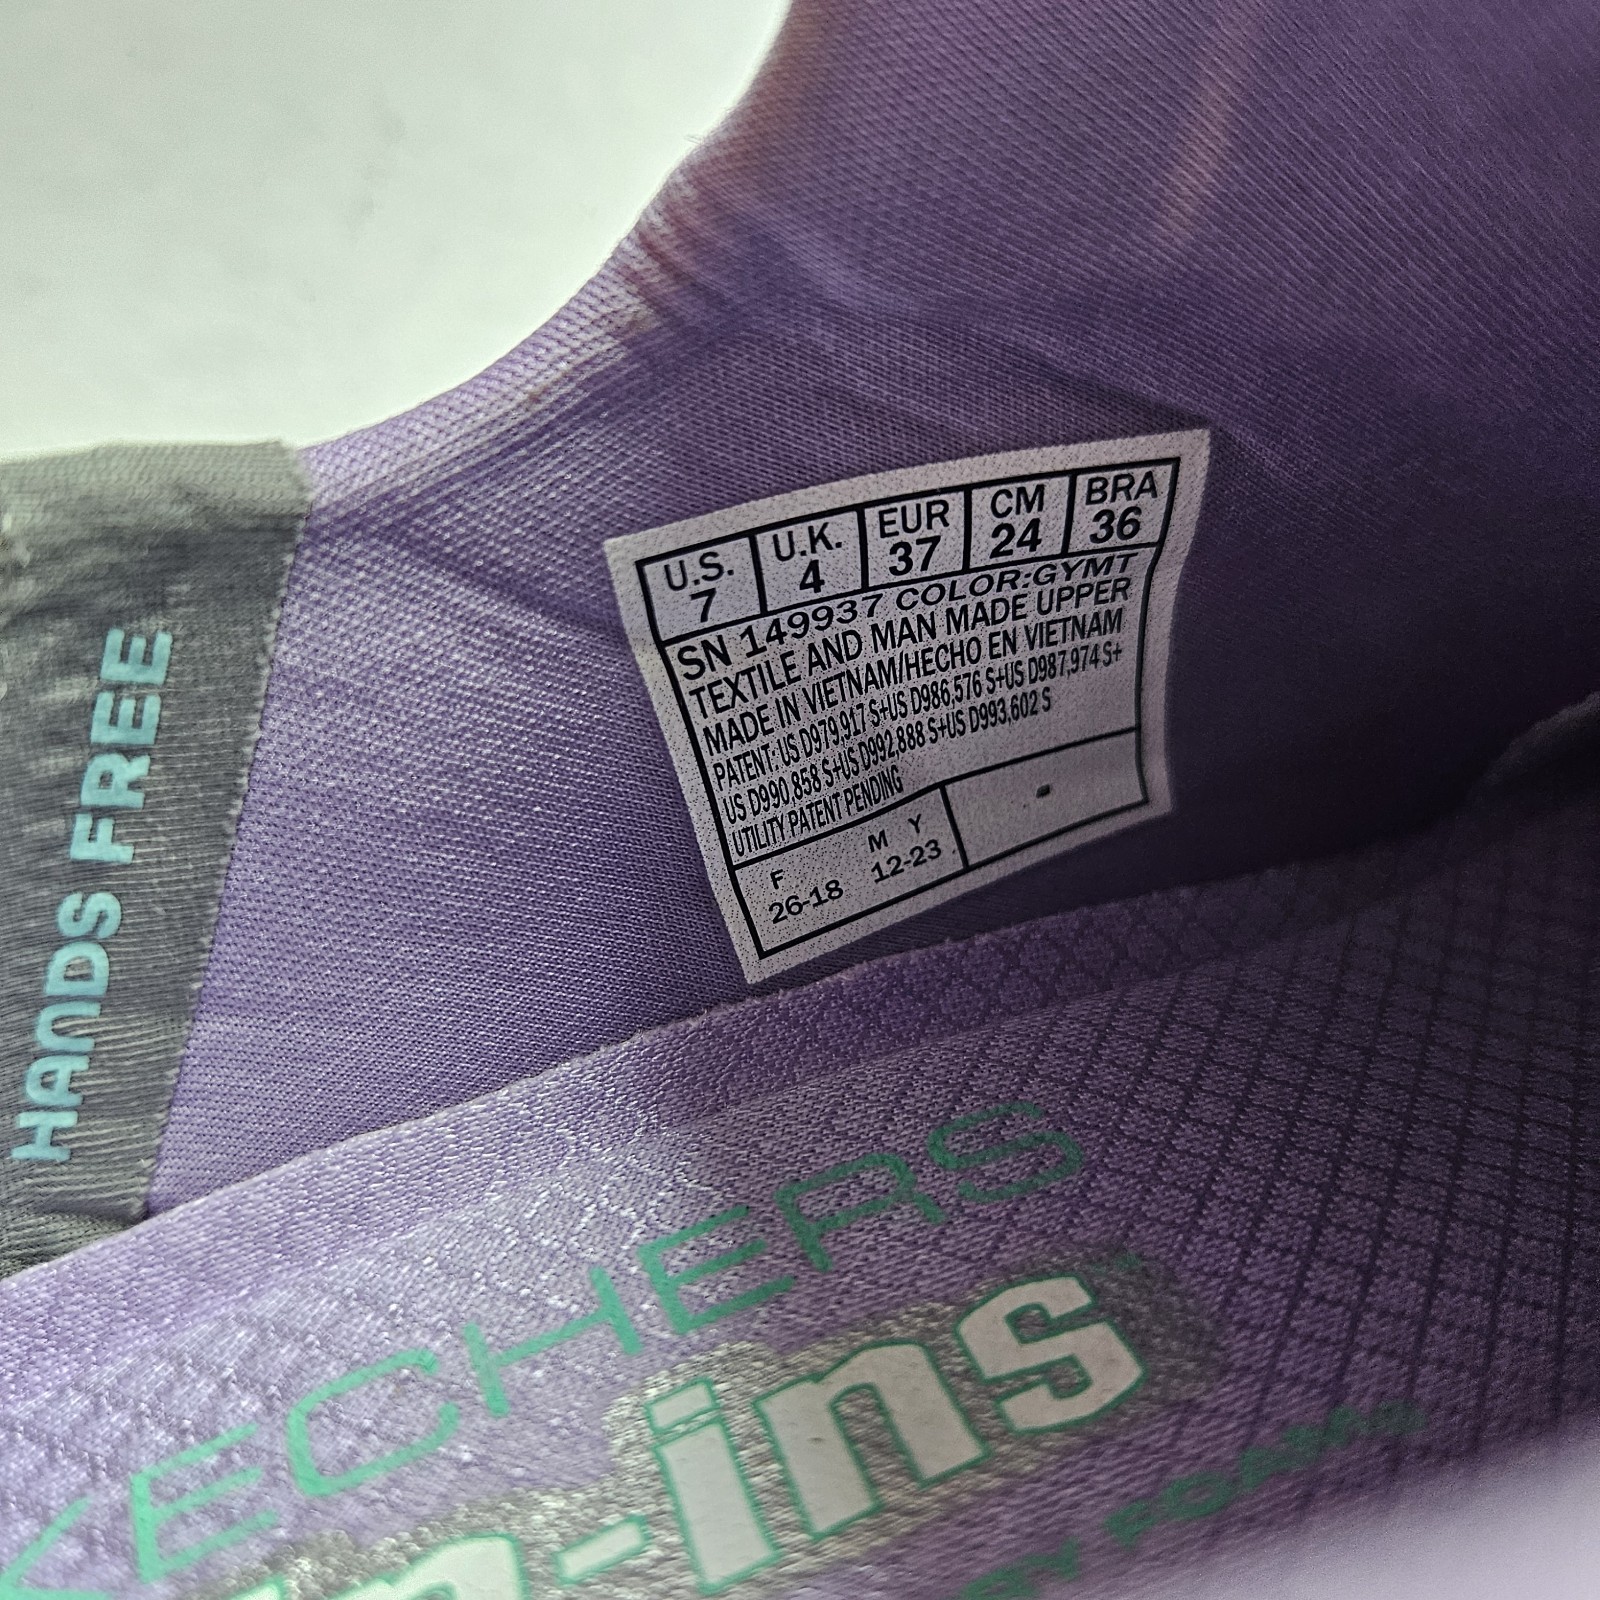 U.S. U.K. EUR CM BRA
7 4 37 24 36
SN 149937 COLOR:GYMT
TEXTILE AND MAN MADE UPPER
MADE IN VIETNAM/HECHO EN VIETNAM
PATENT: US D979,917 S+US D986,576 S+US D987,974 S+
US D990,858 S+US D992,888 S+US D993,602 S
UTILITY PATENT PENDING
F M Y
26-18 12-23 -
HANDS FREE
KECHERS
n-ins
FOAM